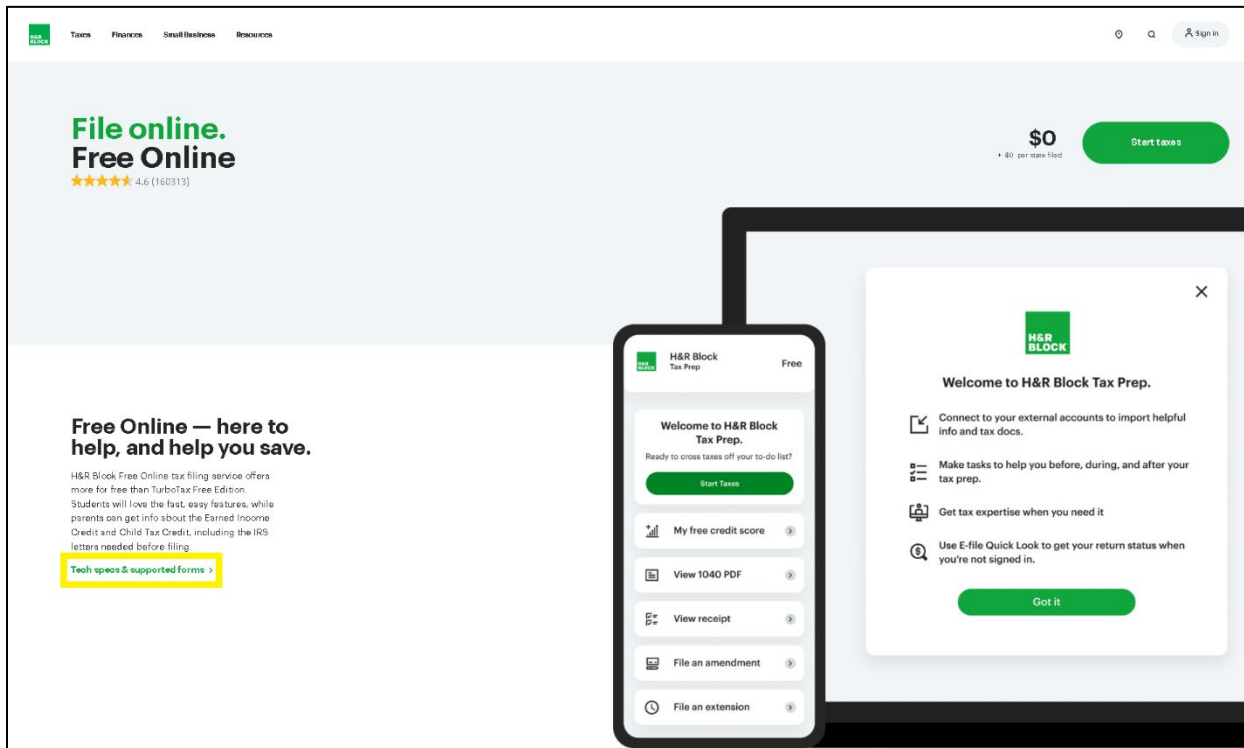 H&R
BLOCK
Taxes Finances Small Business Resources
Sign in
File online.
Free Online
4.6 (160313)
$0
+ $0 per state filed
Start taxes
Free Online — here to
help, and help you save.
H&R Block Free Online tax filing service offers
more for free than TurboTax Free Edition.
Students will love the fast, easy features, while
parents can get info about the Earned Income
Credit and Child Tax Credit, including the IRS
letters needed before filing.
Tech specs & supported forms >
H&R
BLOCK
H&R Block
Tax Prep
Free
Welcome to H&R Block
Tax Prep.
Ready to cross taxes off your to-do list?
Start Taxes
My free credit score
View 1040 PDF
View receipt
File an amendment
File an extension
H&R
BLOCK
Welcome to H&R Block Tax Prep.
Connect to your external accounts to import helpful
info and tax docs.
Make tasks to help you before, during, and after your
tax prep.
Get tax expertise when you need it
Use E-file Quick Look to get your return status when
you're not signed in.
Got it